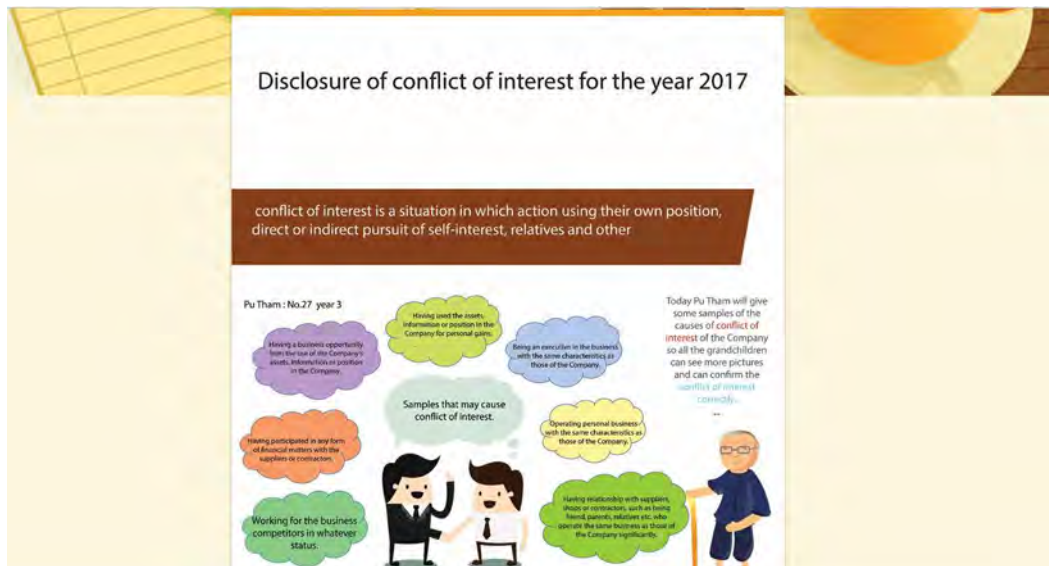 Disclosure of conflict of interest for the year 2017
conflict of interest is a situation in which action using their own position,
direct or indirect pursuit of self-interest, relatives and other
Pu Tham : No.27 year 3
Having used the assets,
information or position in the
Company for personal gains.
Today Pu Tham will give
some samples of the
causes of conflict of
interest of the Company
so all the grandchildren
can see more pictures
and can confirm the
conflict of interest
correctly...
...
Having a business opportunity
from the use of the Company's
assets, information or position
in the Company.
Being an executive in the business
with the same characteristics as
those of the Company.
Samples that may cause
conflict of interest.
Having participated in any form
of financial matters with the
suppliers or contractors.
Operating personal business
with the same characteristics as
those of the Company.
Working for the business
competitors in whatever
status.
Having relationship with suppliers,
shops or contractors, such as being
friend, parents, relatives etc. who
operate the same business as those of
the Company significantly.